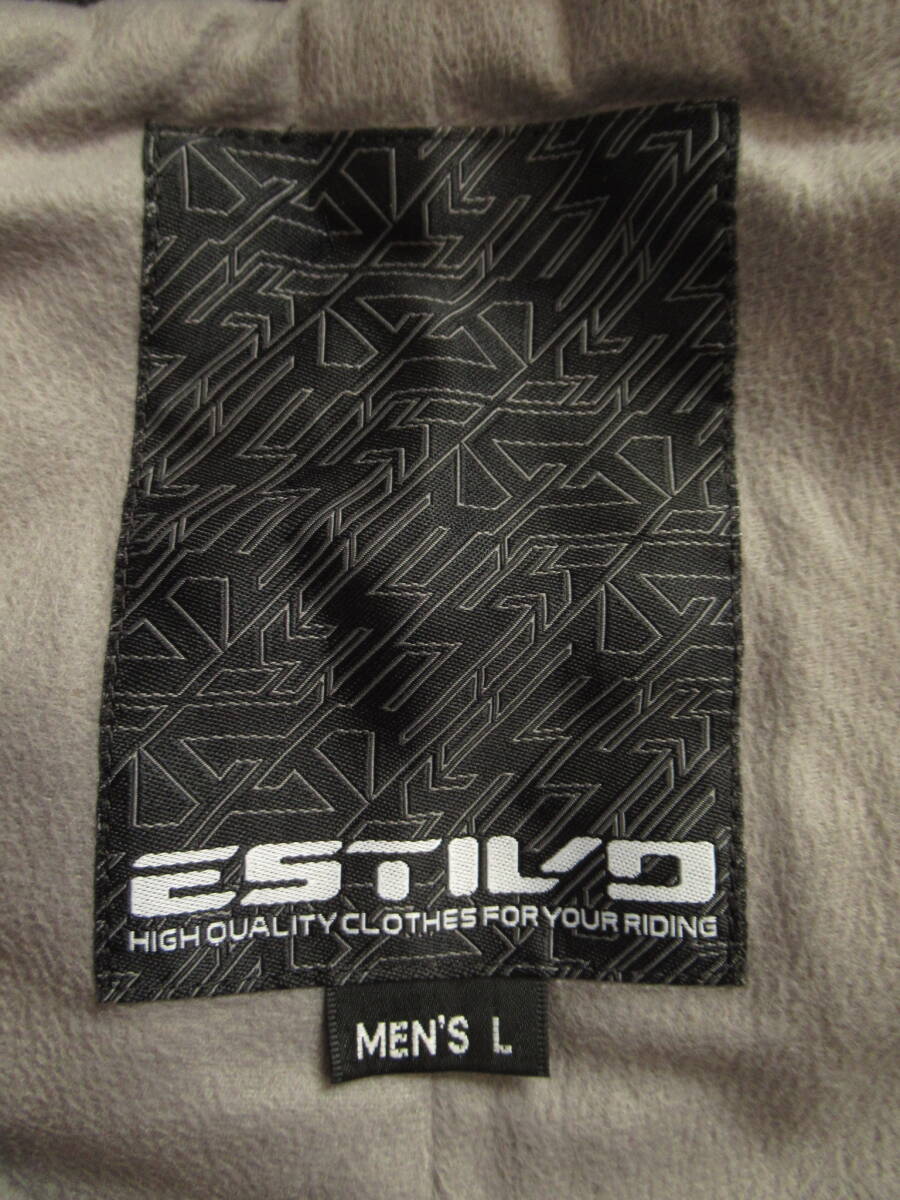 ESTIVO
HIGH QUALITY CLOTHES FOR YOUR RIDING
MEN'S L